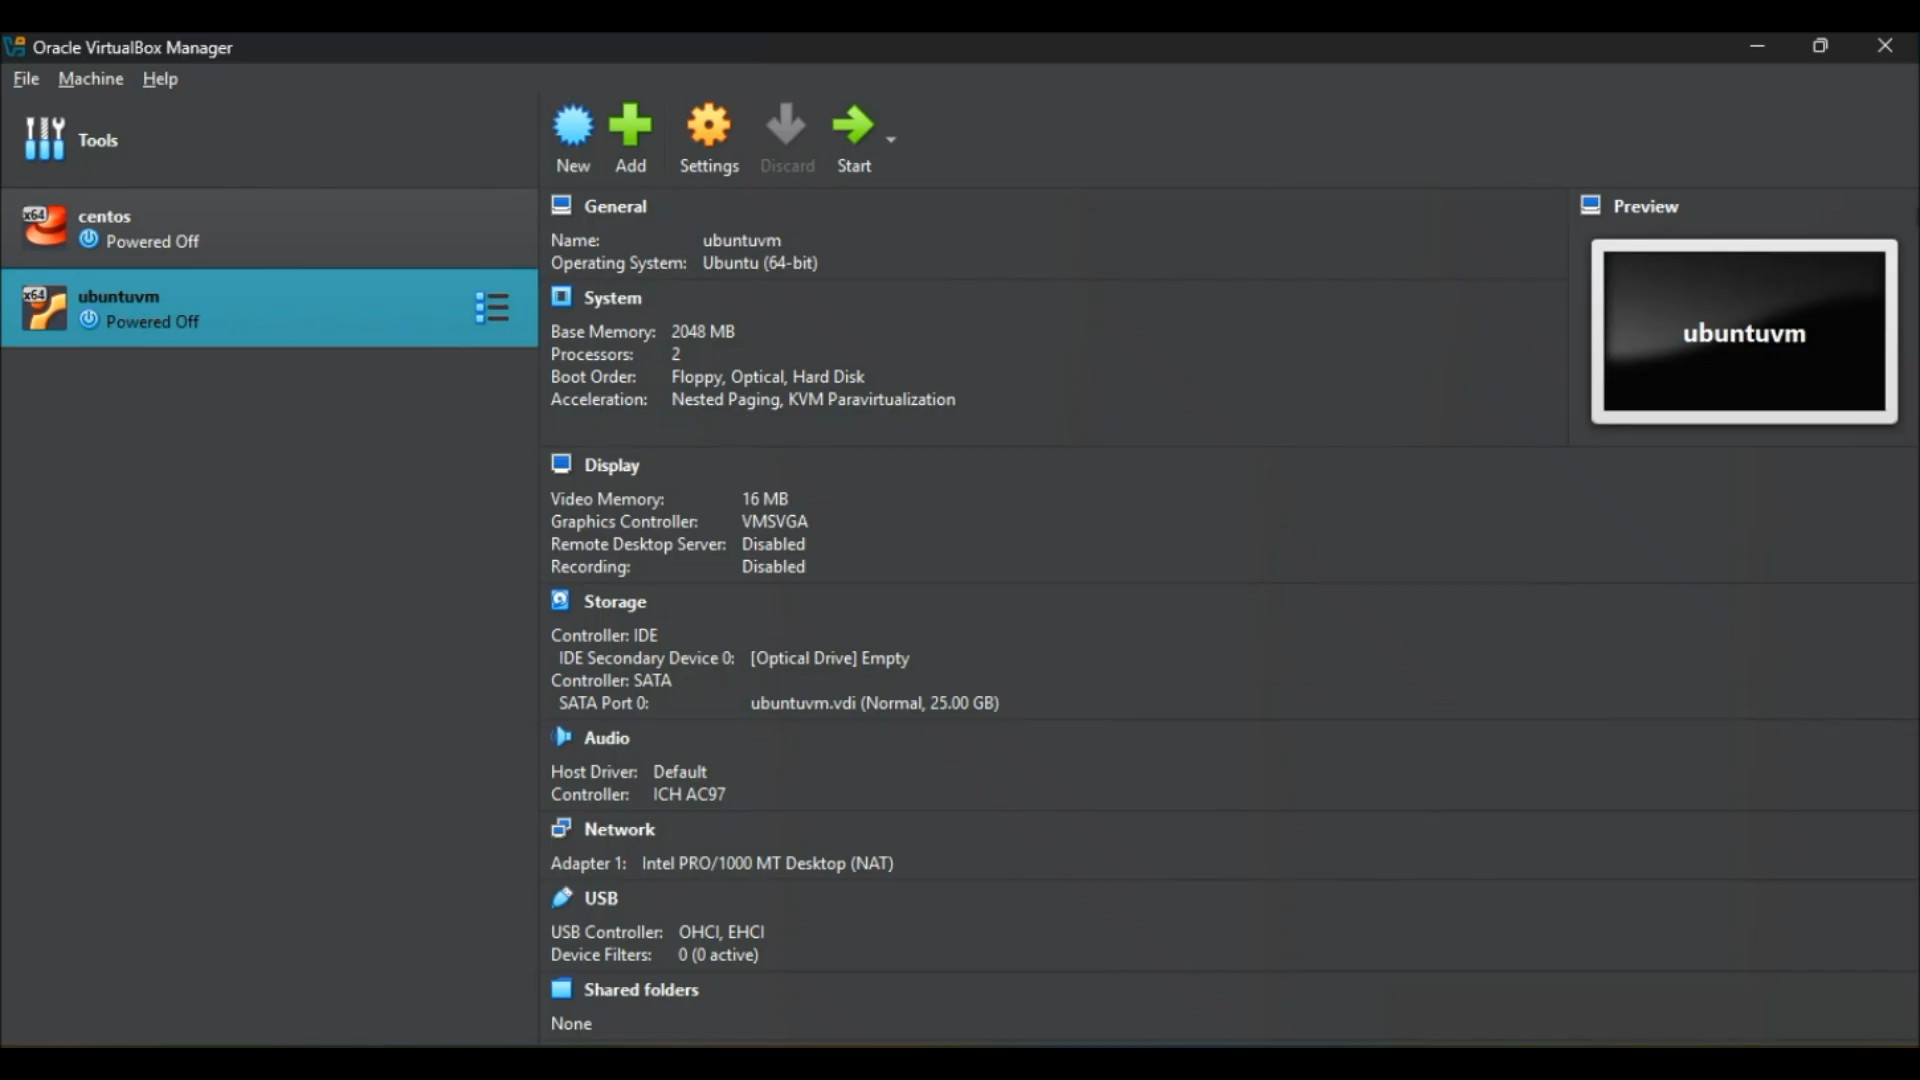 Oracle VirtualBox Manager
File Machine Help
Tools
New Add Settings Discard Start
x64 centos
Powered Off
x64 ubuntuvm
Powered Off
General
Name: ubuntuvm
Operating System: Ubuntu (64-bit)
Preview
ubuntuvm
System
Base Memory: 2048 MB
Processors: 2
Boot Order: Floppy, Optical, Hard Disk
Acceleration: Nested Paging, KVM Paravirtualization
Display
Video Memory: 16 MB
Graphics Controller: VMSVGA
Remote Desktop Server: Disabled
Recording: Disabled
Storage
Controller: IDE
IDE Secondary Device 0: [Optical Drive] Empty
Controller: SATA
SATA Port 0: ubuntuvm.vdi (Normal, 25.00 GB)
Audio
Host Driver: Default
Controller: ICH AC97
Network
Adapter 1: Intel PRO/1000 MT Desktop (NAT)
USB
USB Controller: OHCI, EHCI
Device Filters: 0 (0 active)
Shared folders
None